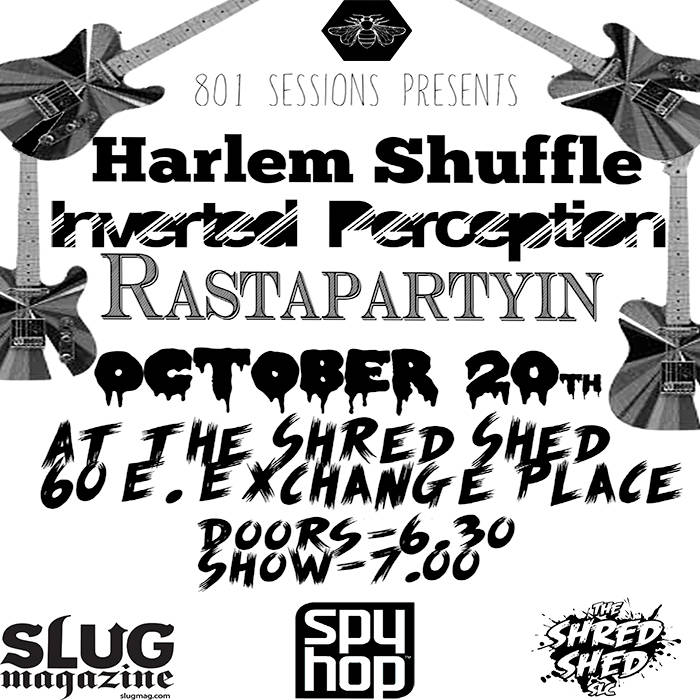 801 SESSIONS PRESENTS
Harlem Shuffle
Inverted Perception
RASTAPARTYIN
OCTOBER 20TH
AT THE SHRED SHED
60 E. EXCHANGE PLACE
DOORS-6.30
SHOW-7.00
SLUG
magazine
slugmag.com
spy
hop™
THE
SHRED
SHED
SLC